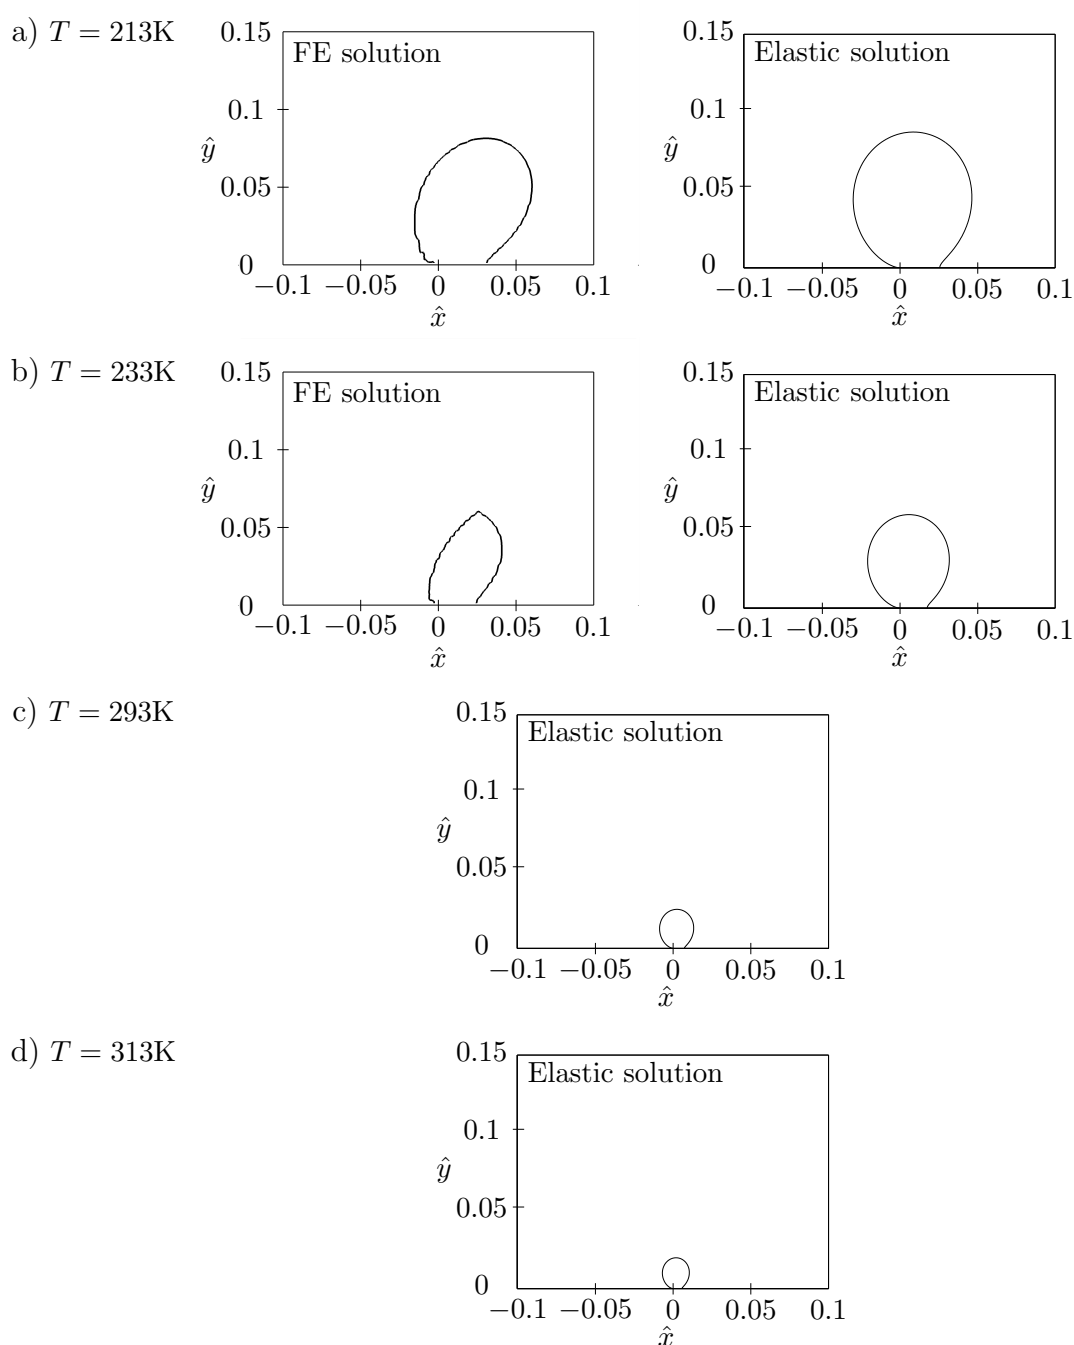 a) T = 213K
0.15
FE solution
0.1
ŷ
0.05
0
−0.1 −0.05 0 0.05 0.1
x̂
0.15
Elastic solution
0.1
ŷ
0.05
0
−0.1 −0.05 0 0.05 0.1
x̂
b) T = 233K
0.15
FE solution
0.1
ŷ
0.05
0
−0.1 −0.05 0 0.05 0.1
x̂
0.15
Elastic solution
0.1
ŷ
0.05
0
−0.1 −0.05 0 0.05 0.1
x̂
c) T = 293K
0.15
Elastic solution
0.1
ŷ
0.05
0
−0.1 −0.05 0 0.05 0.1
x̂
d) T = 313K
0.15
Elastic solution
0.1
ŷ
0.05
0
−0.1 −0.05 0 0.05 0.1
x̂